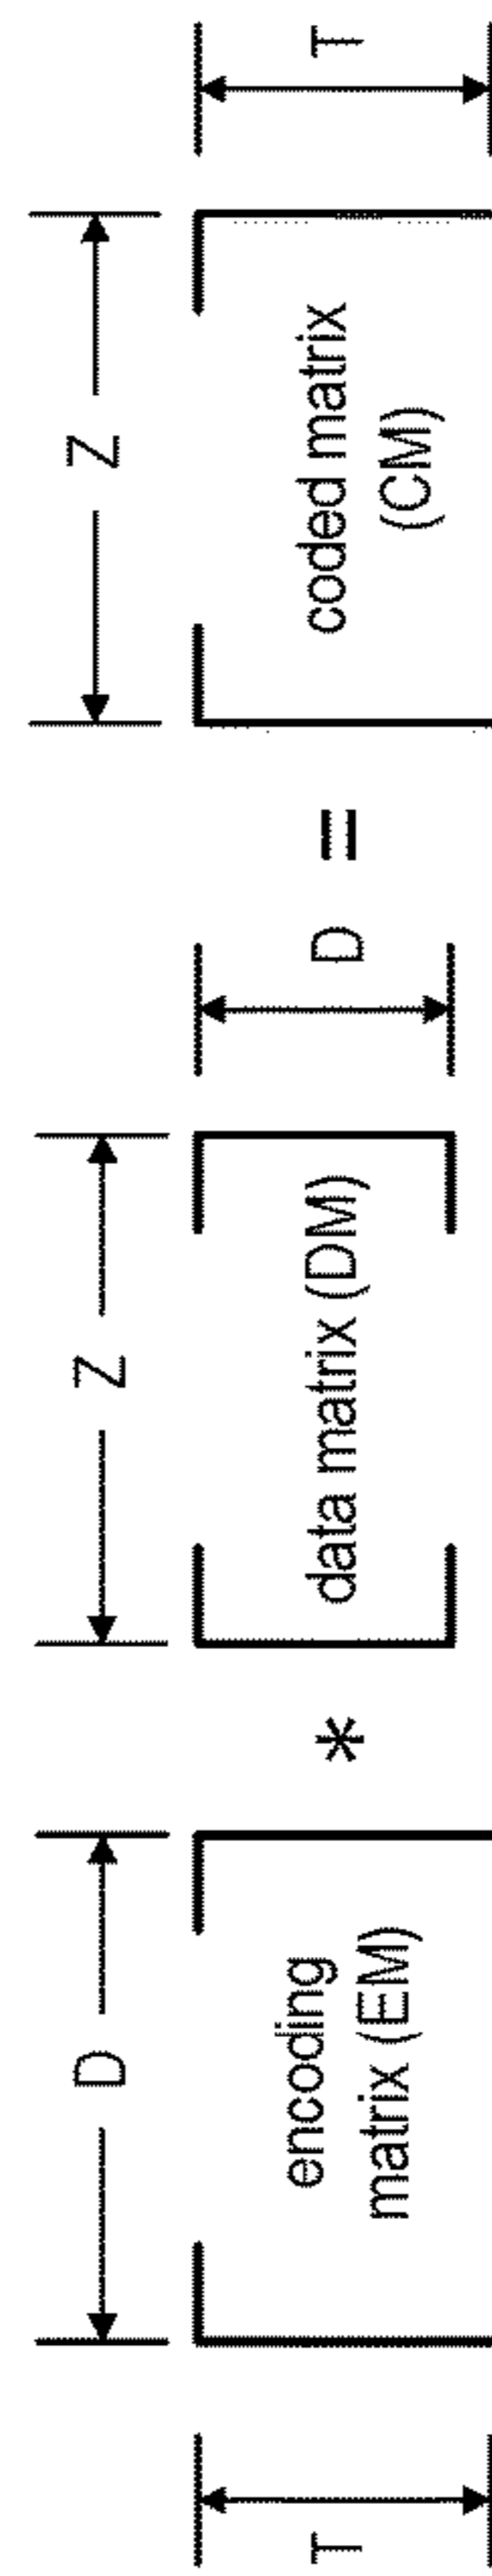 D
Z
Z
T
encoding
matrix (EM)
*
data matrix (DM)
D
=
coded matrix
(CM)
T